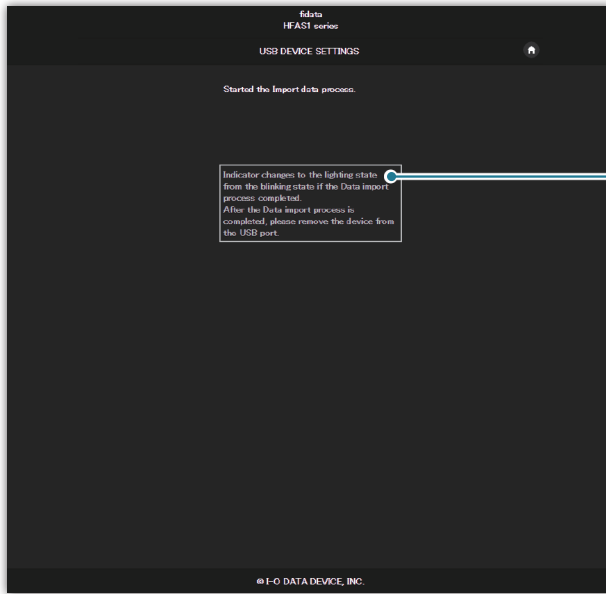 fidata
HFAS1 series
USB DEVICE SETTINGS
Started the Import data process.
Indicator changes to the lighting state
from the blinking state if the Data import
process completed.
After the Data import process is
completed, please remove the device from
the USB port.
© I-O DATA DEVICE, INC.